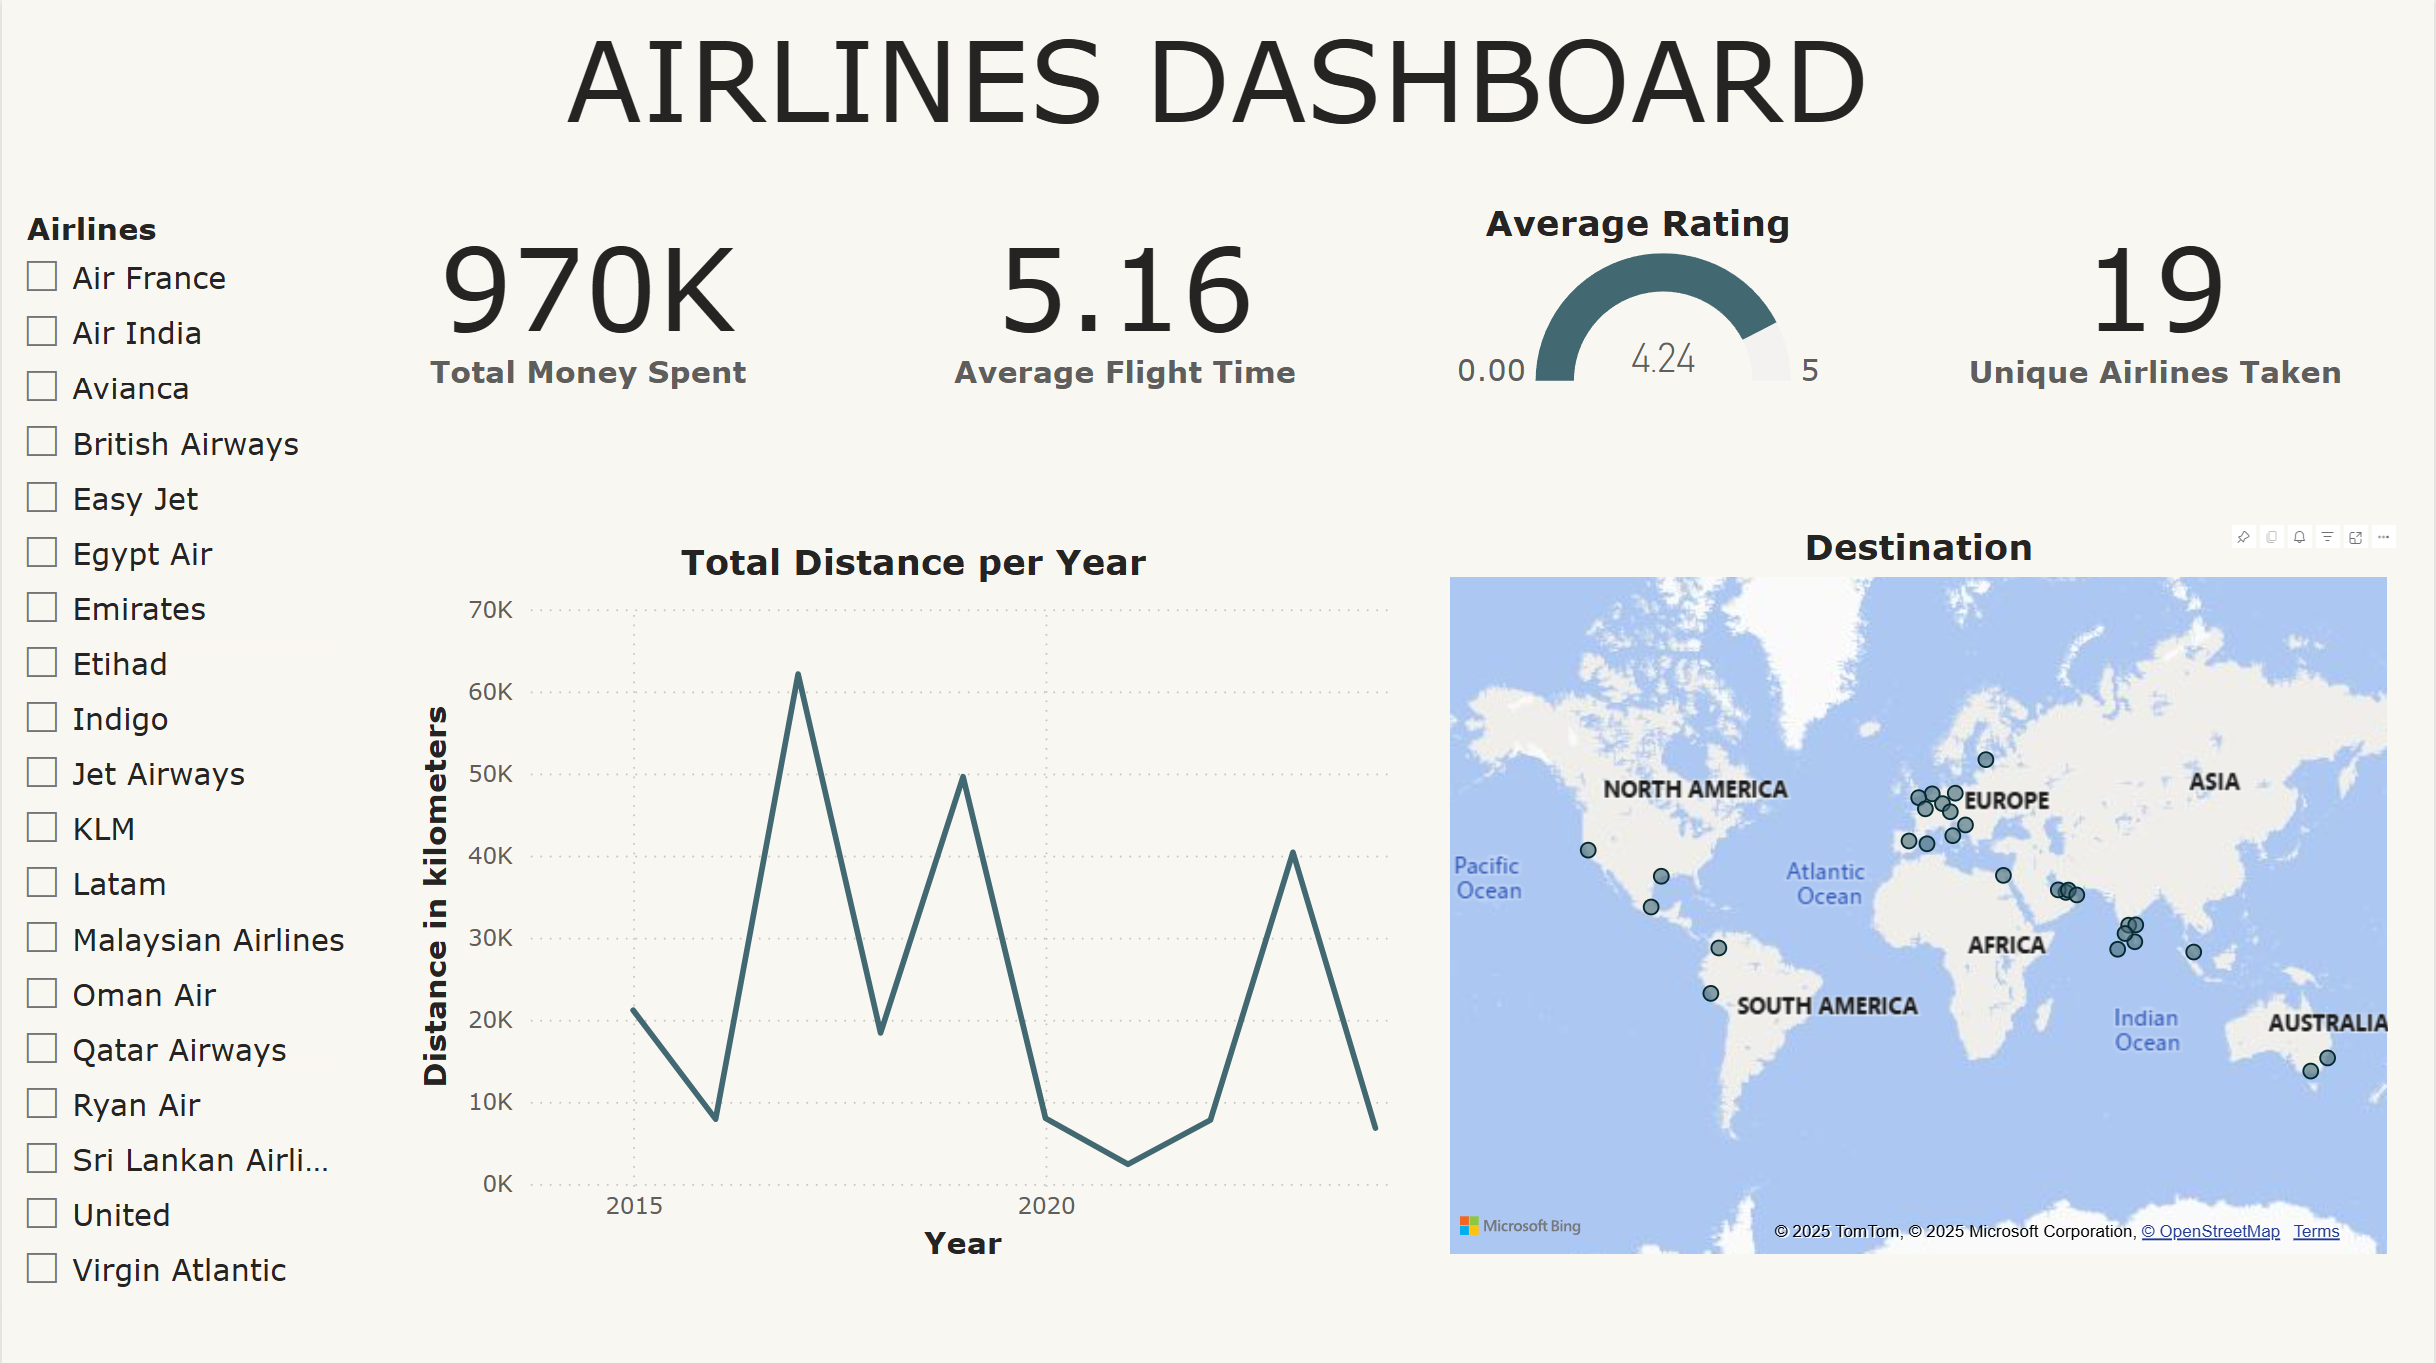 AIRLINES DASHBOARD
Airlines
Air France
Air India
Avianca
British Airways
Easy Jet
Egypt Air
Emirates
Etihad
Indigo
Jet Airways
KLM
Latam
Malaysian Airlines
Oman Air
Qatar Airways
Ryan Air
Sri Lankan Airli...
United
Virgin Atlantic
970K
Total Money Spent
5.16
Average Flight Time
Average Rating
0.00
4.24
5
19
Unique Airlines Taken
Total Distance per Year
Distance in kilometers
70K
60K
50K
40K
30K
20K
10K
0K
2015
2020
Year
Destination
NORTH AMERICA
EUROPE
ASIA
Pacific
Ocean
Atlantic
Ocean
AFRICA
SOUTH AMERICA
Indian
Ocean
AUSTRALIA
Microsoft Bing
© 2025 TomTom, © 2025 Microsoft Corporation, © OpenStreetMap Terms